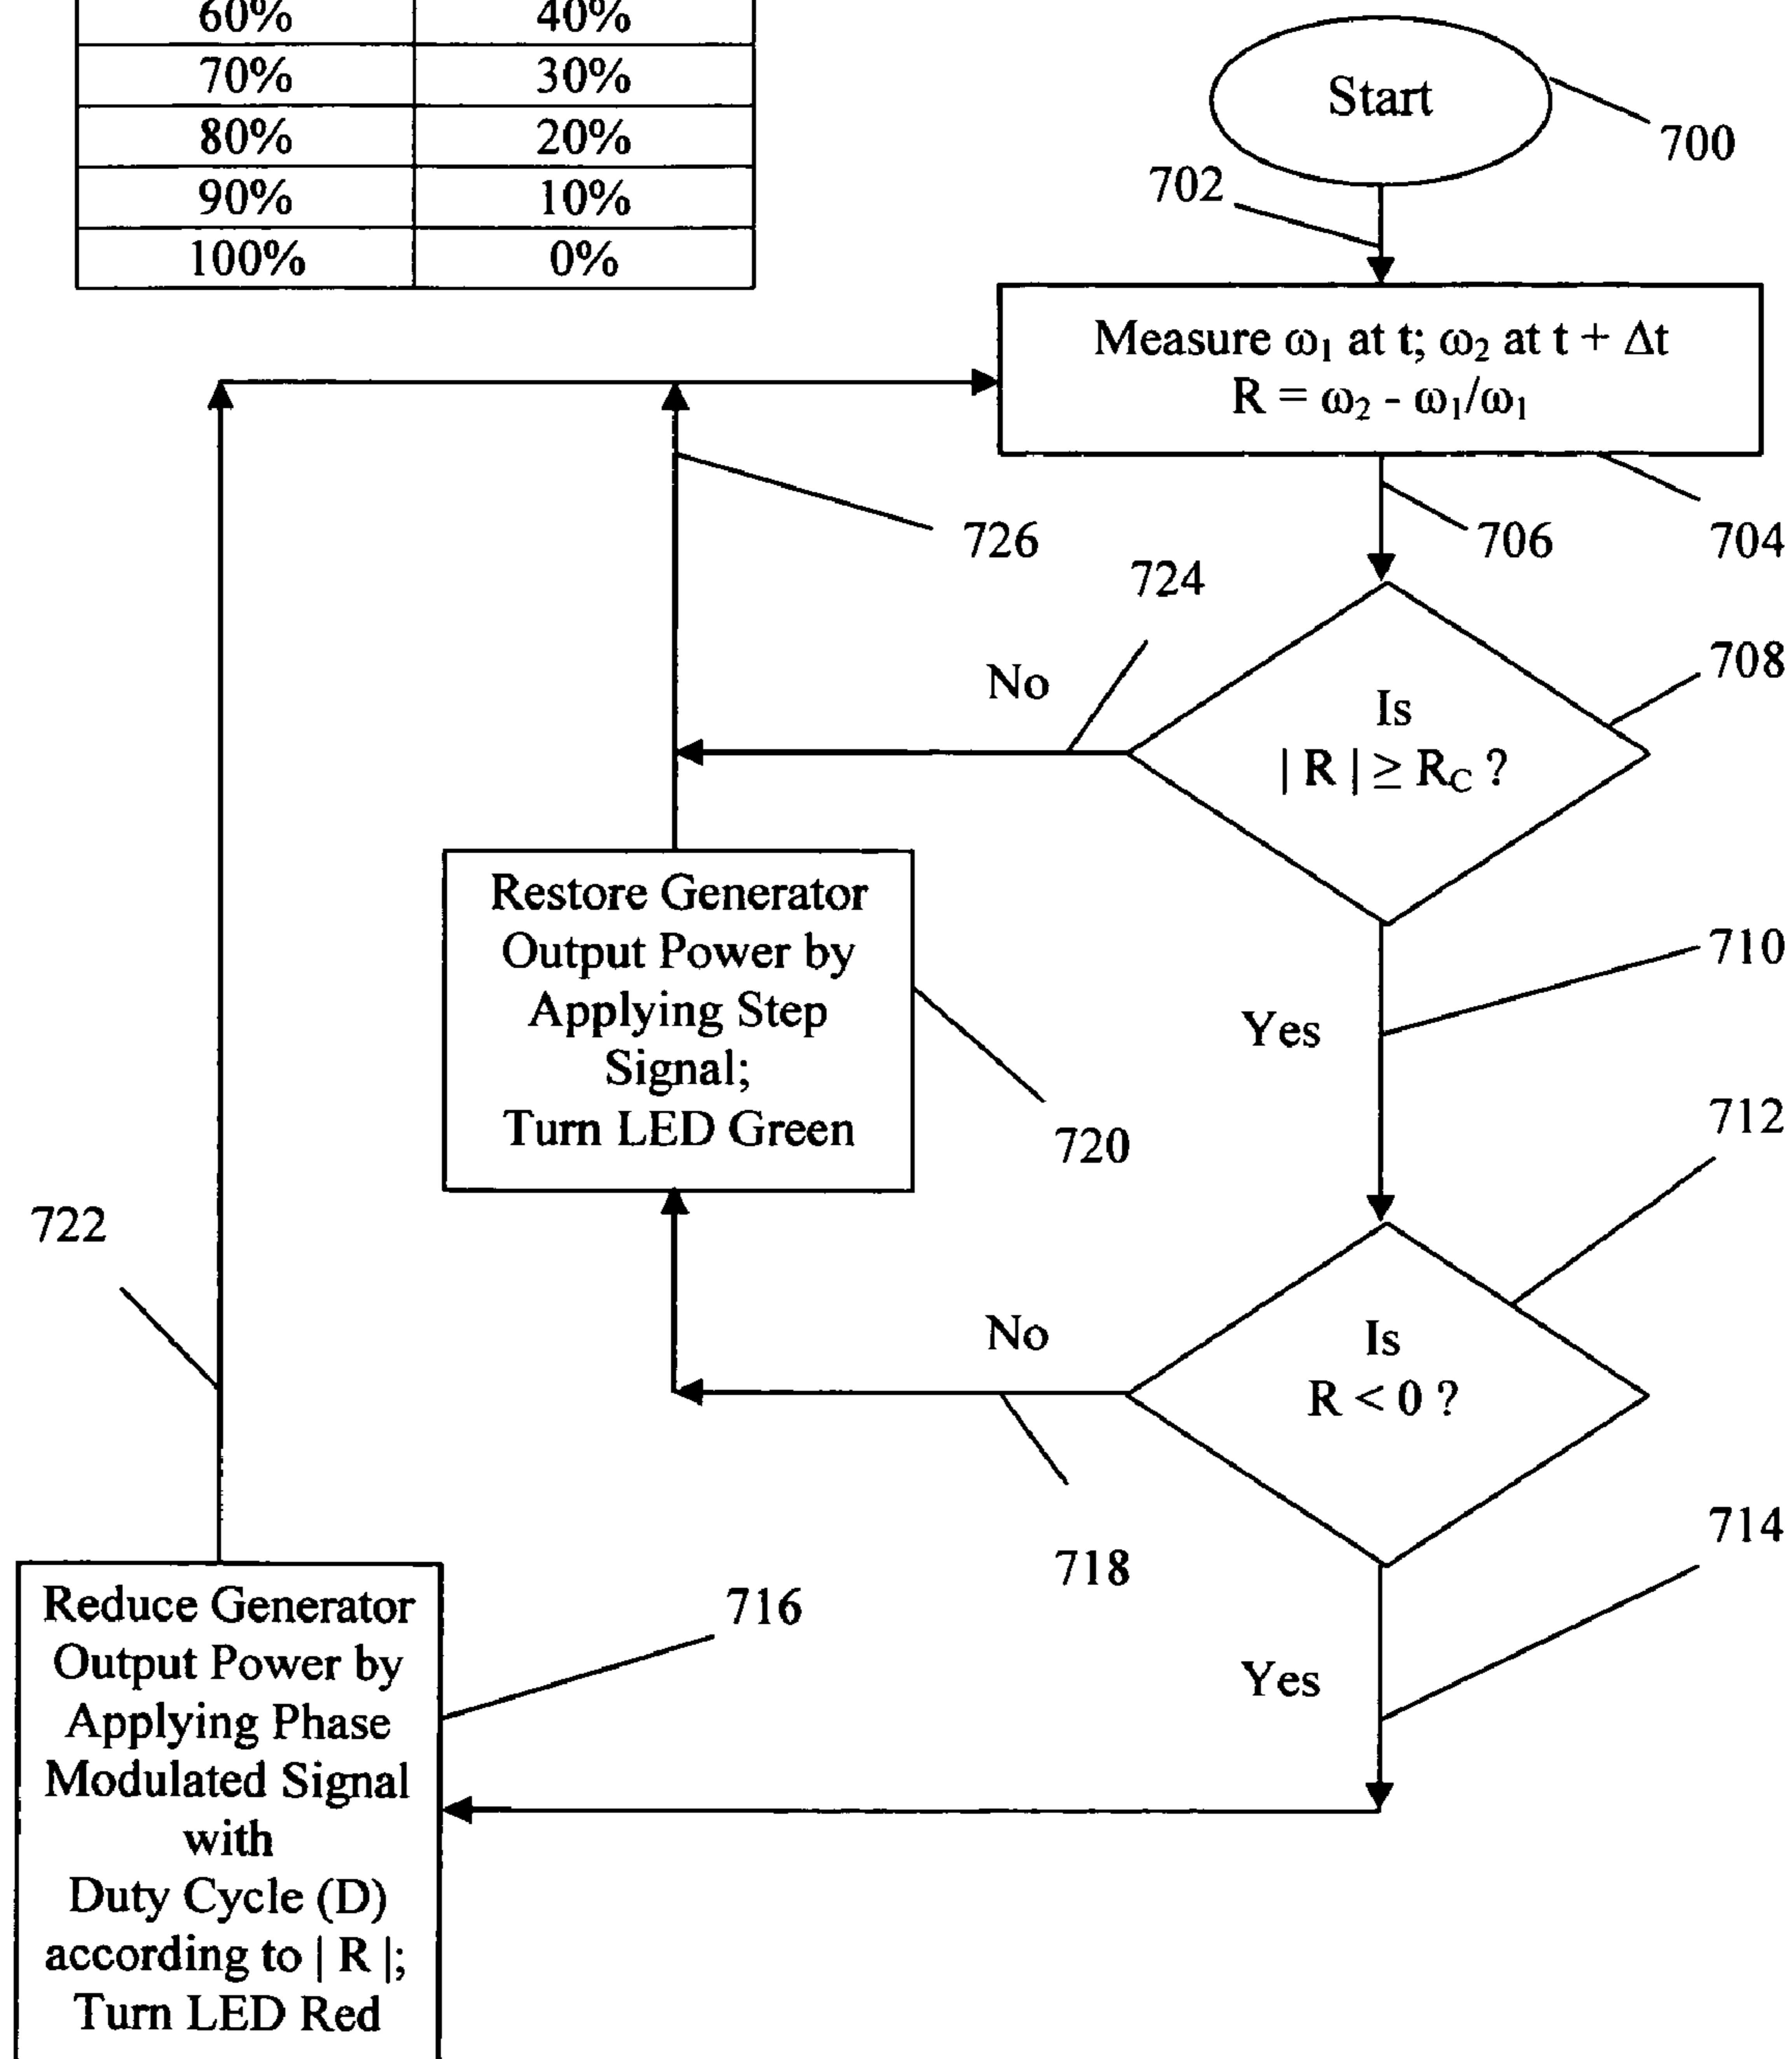 60% 40%
70% 30%
80% 20%
90% 10%
100% 0%
Start
700
702
Measure ω₁ at t; ω₂ at t + Δt
R = ω₂ - ω₁/ω₁
726
706
704
724
708
No
Is
| R | ≥ R_C ?
Restore Generator
Output Power by
Applying Step
Signal;
Turn LED Green
710
Yes
720
712
722
No
Is
R < 0 ?
718
714
Reduce Generator
Output Power by
Applying Phase
Modulated Signal
with
Duty Cycle (D)
according to | R |;
Turn LED Red
716
Yes